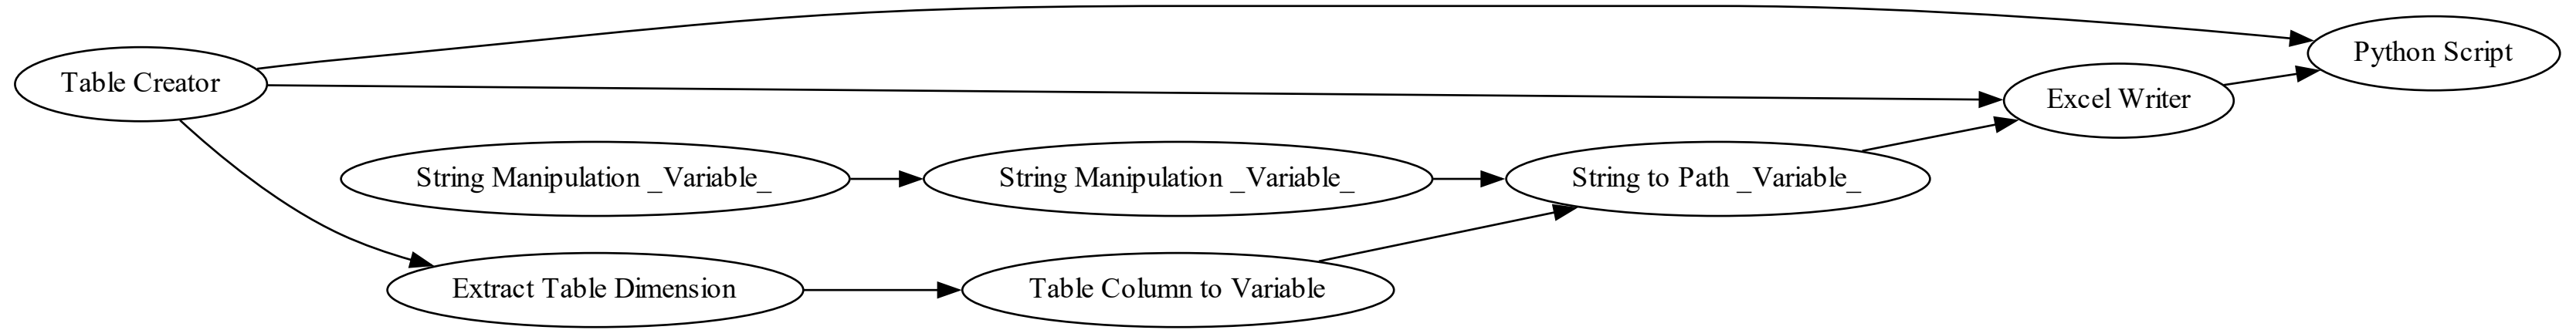 Python Script
Table Creator
Excel Writer
String Manipulation _Variable_
String Manipulation _Variable_
String to Path _Variable_
Extract Table Dimension
Table Column to Variable